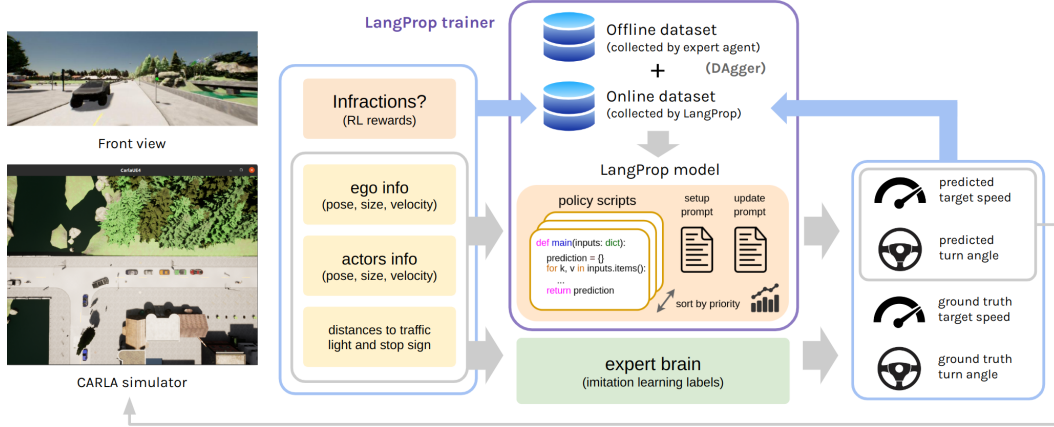 LangProp trainer
Offline dataset
(collected by expert agent)
+
(DAgger)
Online dataset
(collected by LangProp)
Front view
CarlaUE4
CARLA simulator
Infractions?
(RL rewards)
ego info
(pose, size, velocity)
actors info
(pose, size, velocity)
distances to traffic
light and stop sign
LangProp model
policy scripts
def main(inputs: dict):
prediction = {}
for k, v in inputs.items():
...
return prediction
setup
prompt
update
prompt
sort by priority
expert brain
(imitation learning labels)
predicted
target speed
predicted
turn angle
ground truth
target speed
ground truth
turn angle